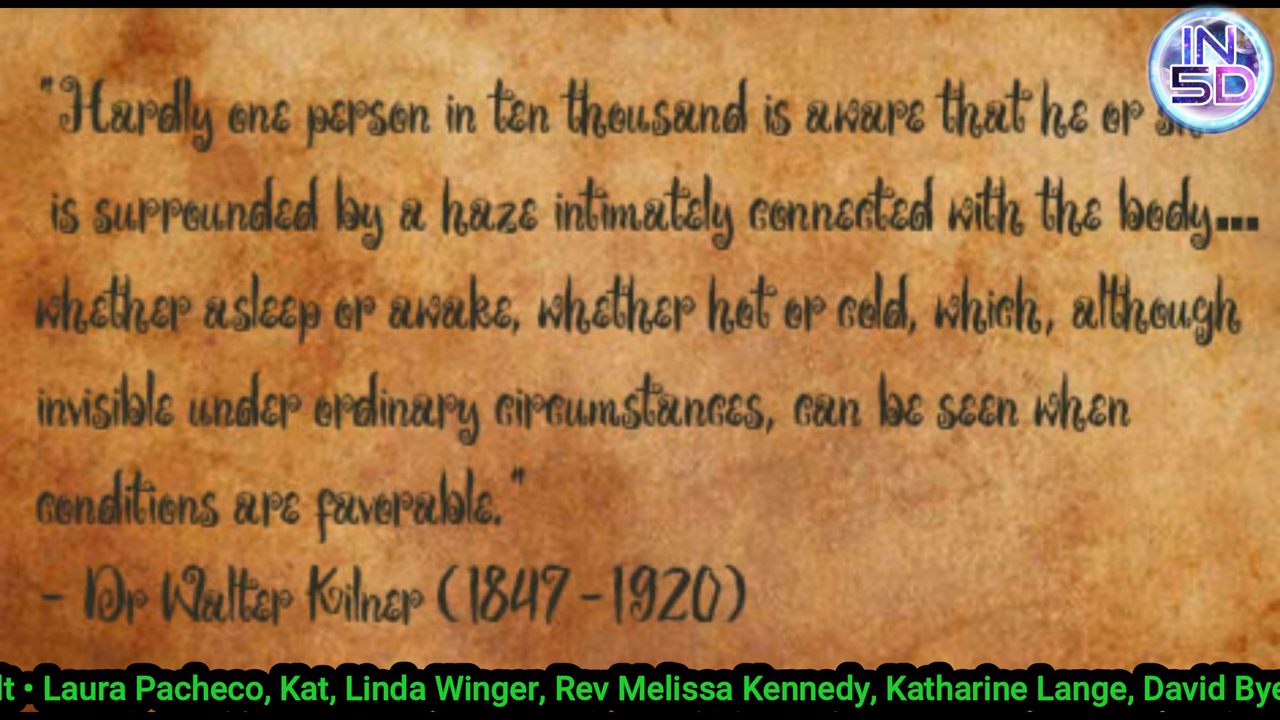 "Hardly one person in ten thousand is aware that he or
is surrounded by a haze intimately connected with the body...
whether asleep or awake, whether hot or cold, which, although
invisible under ordinary circumstances, can be seen when
conditions are favorable."
- Dr Walter Kilner (1847-1920)
IN
5D
lt • Laura Pacheco, Kat, Linda Winger, Rev Melissa Kennedy, Katharine Lange, David Bye